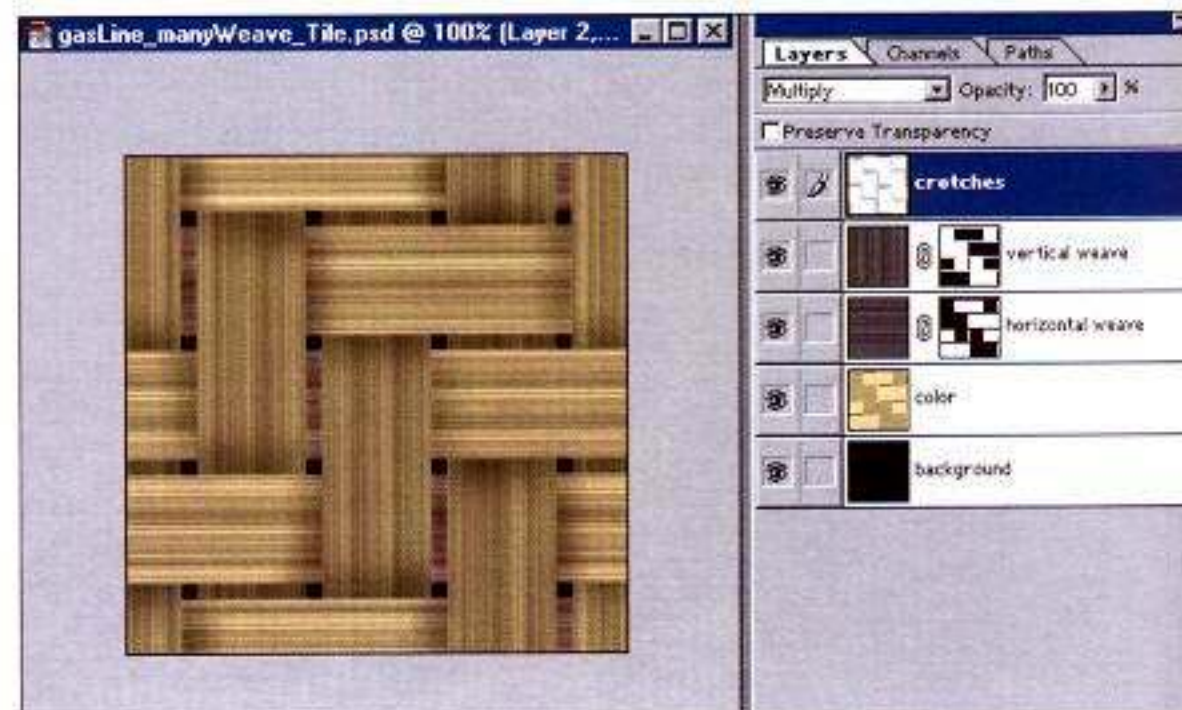 gasLine_manyWeave_Tile.psd @ 100% (Layer 2,...
Layers Channels Paths
Multiply Opacity: 100 %
Preserve Transparency
crotches
vertical weave
horizontal weave
color
background